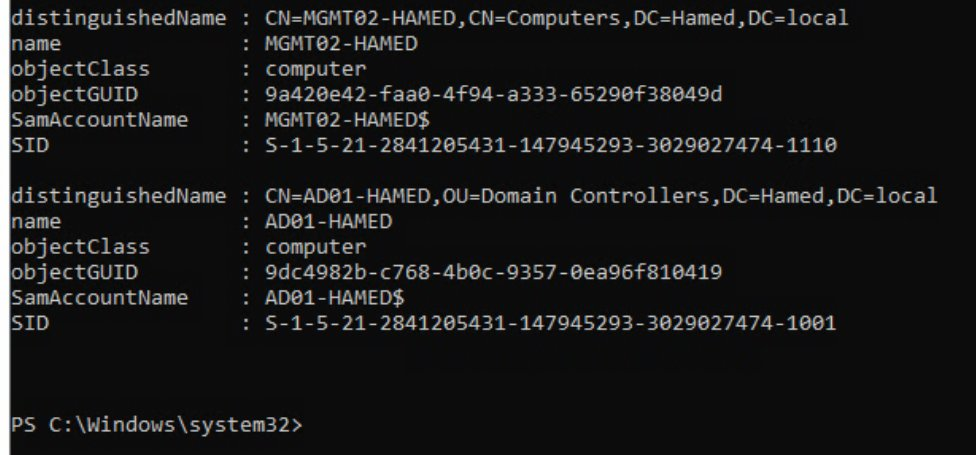 distinguishedName : CN=MGMT02-HAMED,CN=Computers,DC=Hamed,DC=local
name              : MGMT02-HAMED
objectClass       : computer
objectGUID        : 9a420e42-faa0-4f94-a333-65290f38049d
SamAccountName    : MGMT02-HAMED$
SID               : S-1-5-21-2841205431-147945293-3029027474-1110
distinguishedName : CN=AD01-HAMED,OU=Domain Controllers,DC=Hamed,DC=local
name              : AD01-HAMED
objectClass       : computer
objectGUID        : 9dc4982b-c768-4b0c-9357-0ea96f810419
SamAccountName    : AD01-HAMED$
SID               : S-1-5-21-2841205431-147945293-3029027474-1001
PS C:\Windows\system32>